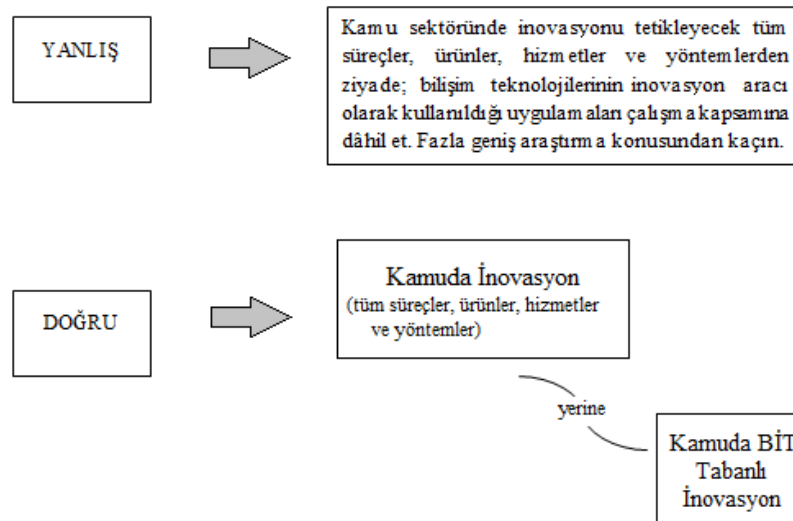 YANLIŞ
Kamu sektöründe inovasyonu tetikleyecek tüm
süreçler, ürünler, hizmetler ve yöntemlerden
ziyade; bilişim teknolojilerinin inovasyon aracı
olarak kullanıldığı uygulamaları çalışma kapsamına
dâhil et. Fazla geniş araştırma konusundan kaçın.
DOĞRU
Kamuda İnovasyon
(tüm süreçler, ürünler, hizmetler
ve yöntemler)
yerine
Kamuda BİT
Tabanlı
İnovasyon